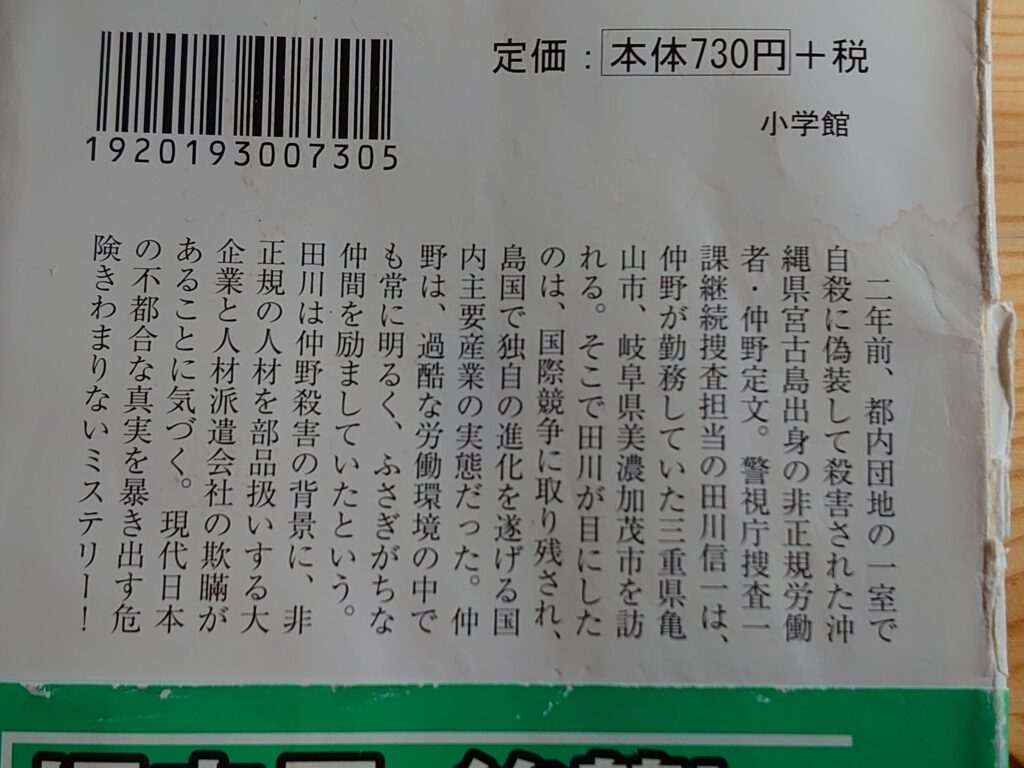 定価：本体730円＋税
小学館
1920193007305
二年前、都内団地の一室で
自殺に偽装して殺害された沖
縄県宮古島出身の非正規労働
者・仲野定文。警視庁捜査一
課継続捜査担当の田川信一は、
仲野が勤務していた三重県亀
山市、岐阜県美濃加茂市を訪
れる。そこで田川が目にした
のは、国際競争に取り残され、
島国で独自の進化を遂げる国
内主要産業の実態だった。仲
野は、過酷な労働環境の中で
も常に明るく、ふさぎがちな
仲間を励ましていたという。
田川は仲野殺害の背景に、非
正規の人材を部品扱いする大
企業と人材派遣会社の欺瞞が
あることに気づく。現代日本
の不都合な真実を暴き出す危
険きわまりないミステリー！